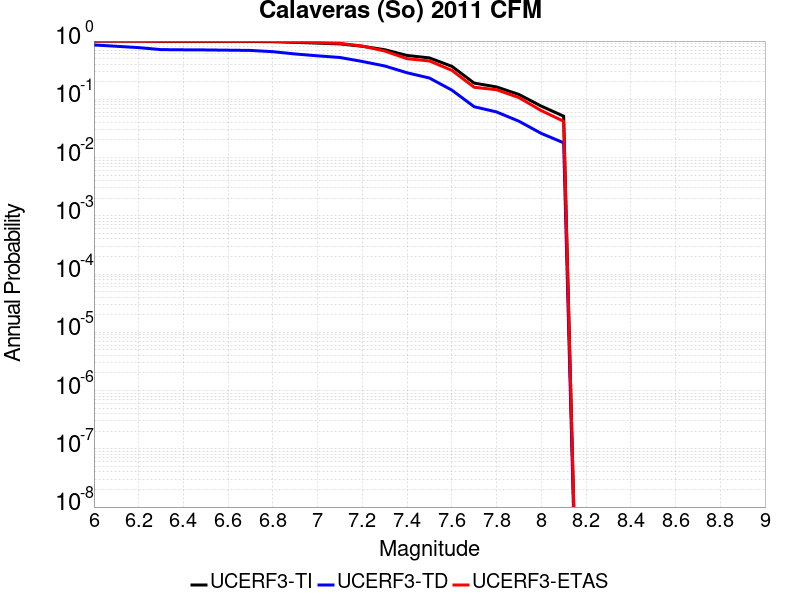 Calaveras (So) 2011 CFM
10^0
10^-1
10^-2
10^-3
10^-4
10^-5
10^-6
10^-7
10^-8
Annual Probability
6 6.2 6.4 6.6 6.8 7 7.2 7.4 7.6 7.8 8 8.2 8.4 8.6 8.8 9
Magnitude
UCERF3-TI UCERF3-TD UCERF3-ETAS